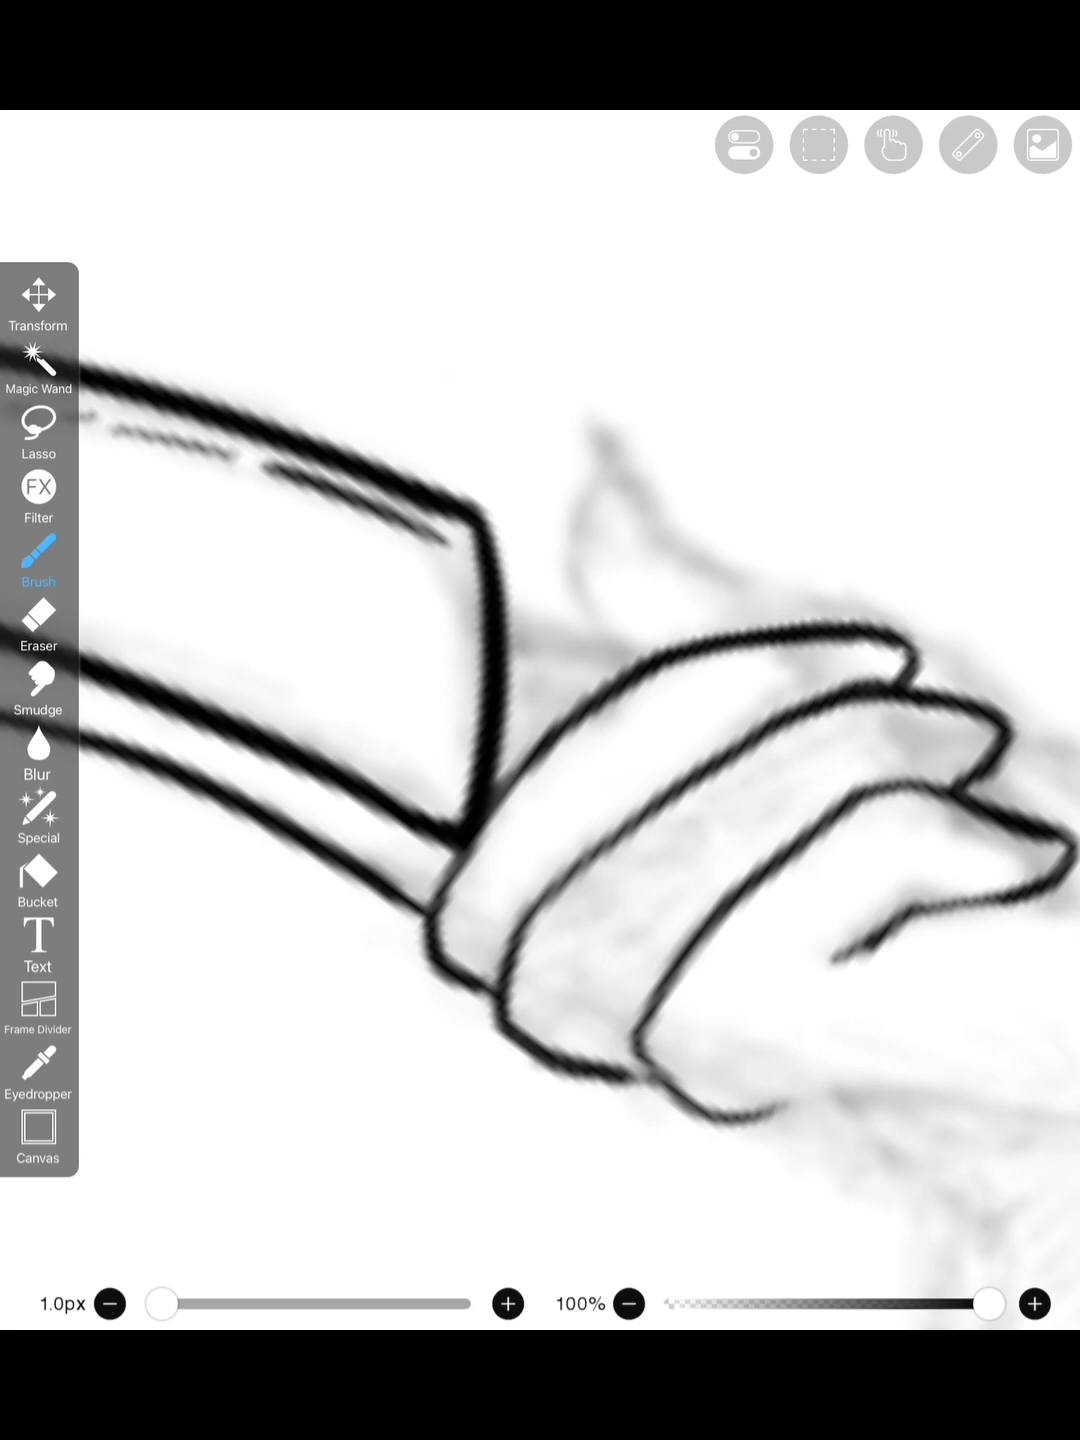 Transform
Magic Wand
Lasso
FX
Filter
Brush
Eraser
Smudge
Blur
Special
Bucket
T
Text
Frame Divider
Eyedropper
Canvas
1.0px
100%